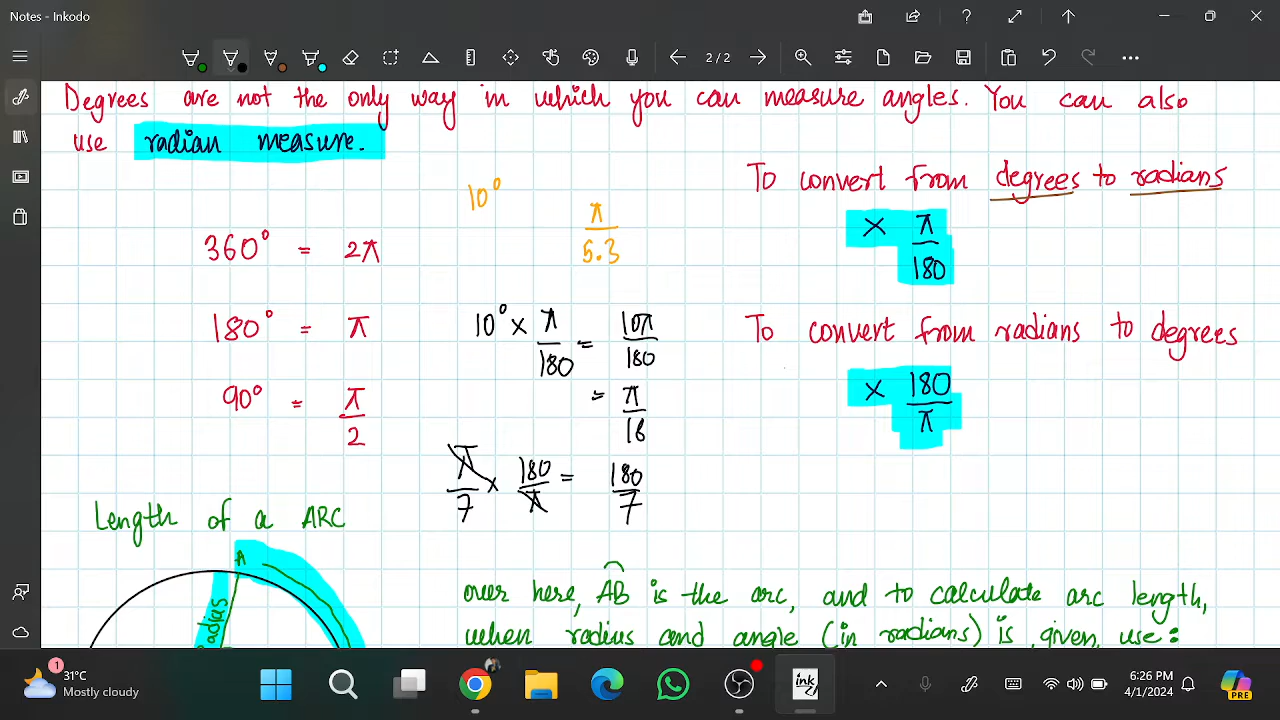 Notes - Inkodo
2/2
Degrees are not the only way in which you can measure angles. You can also
use radian measure.
To convert from degrees to radians
× π/180
10°
π/5.3
360° = 2π
180° = π
90° = π/2
10° × π/180 = 10π/180
= π/18
π/7 × 180/π = 180/7
To convert from radians to degrees
× 180/π
Length of a ARC
A
Radius
over here, AB is the arc, and to calculate arc length,
when radius and angle (in radians) is given, use:
1
31°C
Mostly cloudy
ink
6:26 PM
4/1/2024
PRE